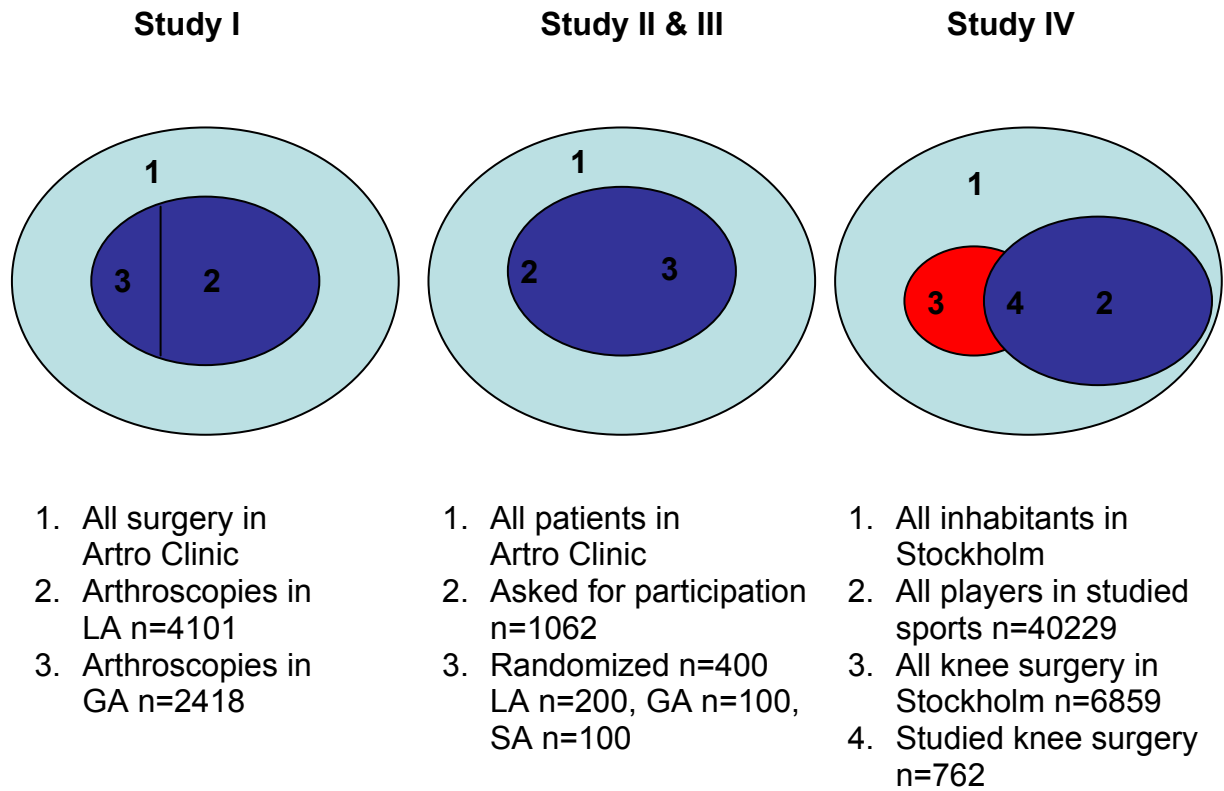 Study I
1
3
2
1. All surgery in
Artro Clinic
2. Arthroscopies in
LA n=4101
3. Arthroscopies in
GA n=2418
Study II & III
1
2
3
1. All patients in
Artro Clinic
2. Asked for participation
n=1062
3. Randomized n=400
LA n=200, GA n=100,
SA n=100
Study IV
1
3
4
2
1. All inhabitants in
Stockholm
2. All players in studied
sports n=40229
3. All knee surgery in
Stockholm n=6859
4. Studied knee surgery
n=762